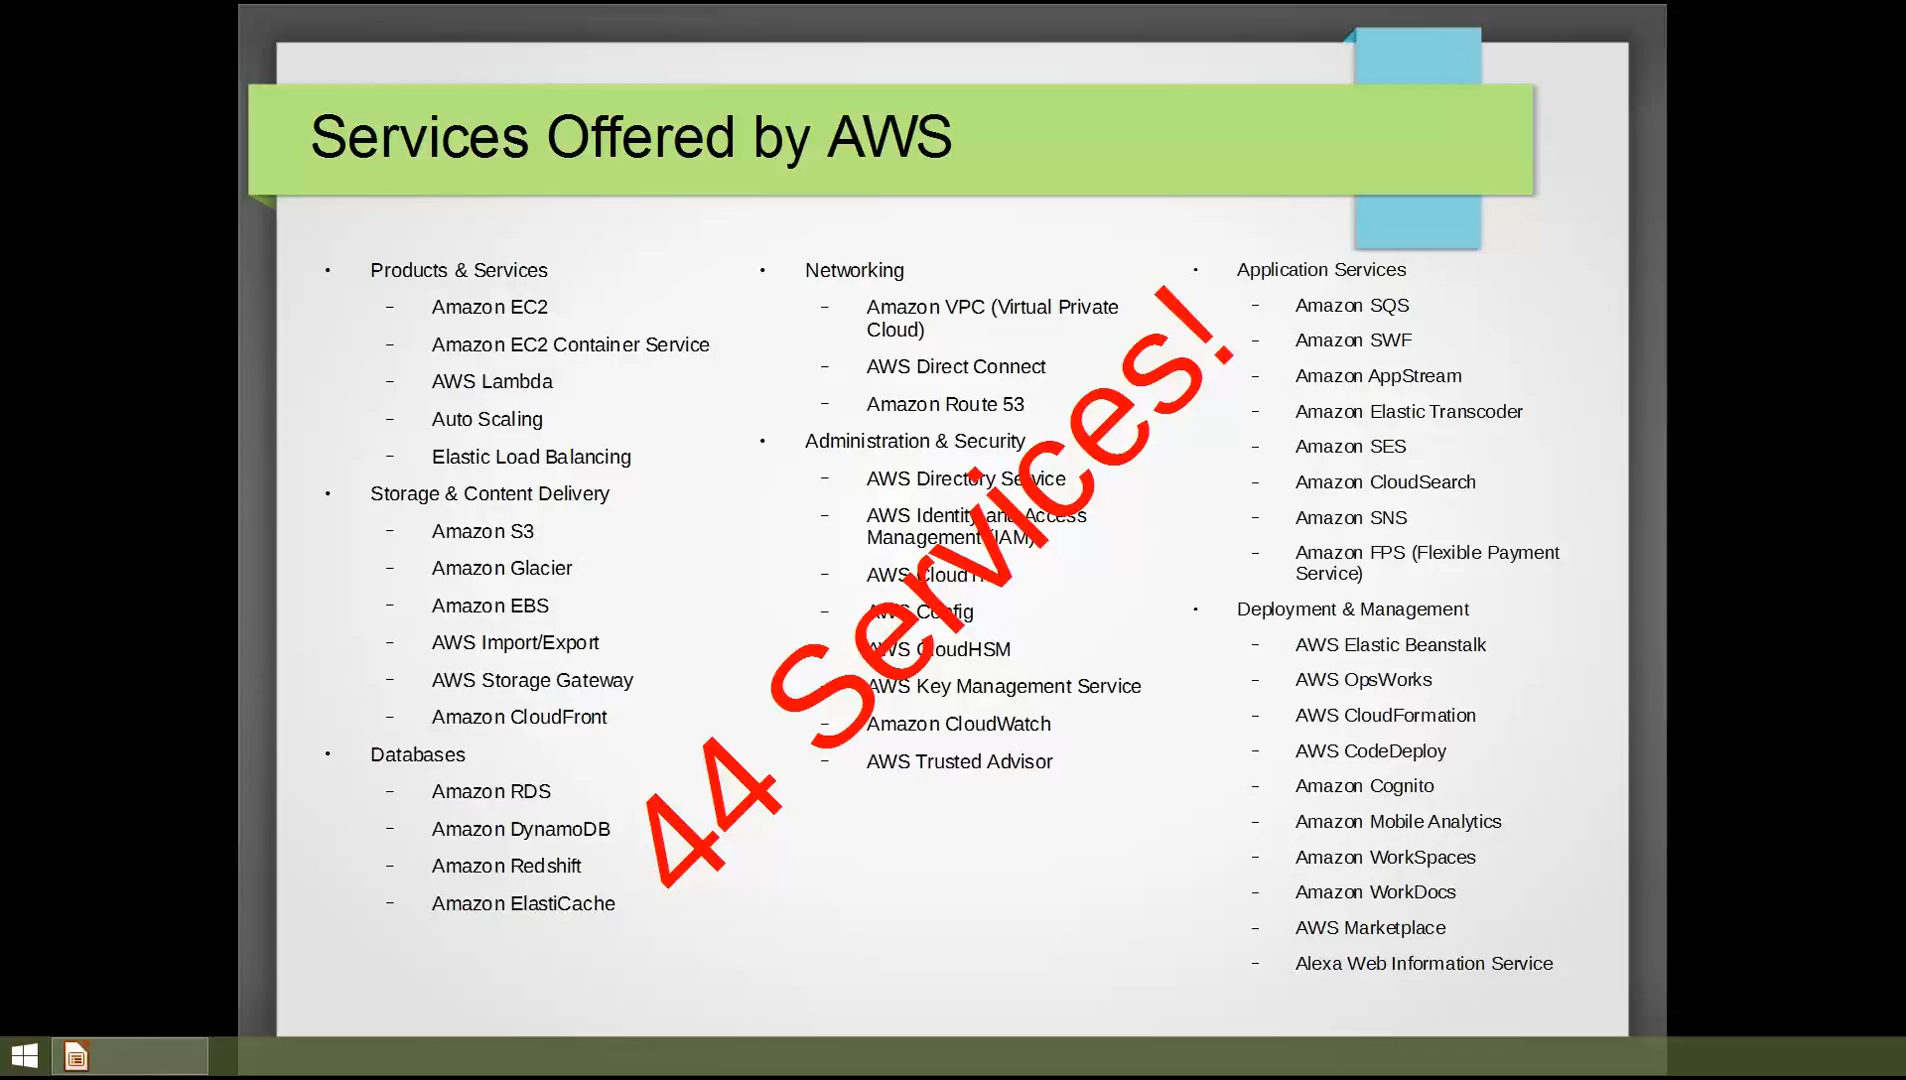 Services Offered by AWS
• Products & Services
– Amazon EC2
– Amazon EC2 Container Service
– AWS Lambda
– Auto Scaling
– Elastic Load Balancing
• Storage & Content Delivery
– Amazon S3
– Amazon Glacier
– Amazon EBS
– AWS Import/Export
– AWS Storage Gateway
– Amazon CloudFront
• Databases
– Amazon RDS
– Amazon DynamoDB
– Amazon Redshift
– Amazon ElastiCache
• Networking
– Amazon VPC (Virtual Private
Cloud)
– AWS Direct Connect
– Amazon Route 53
• Administration & Security
– AWS Directory Service
– AWS Identity and Access
Management (IAM)
– AWS
– AWS Config
– AWS CloudHSM
– AWS Key Management Service
– Amazon CloudWatch
– AWS Trusted Advisor
• Application Services
– Amazon SQS
– Amazon SWF
– Amazon AppStream
– Amazon Elastic Transcoder
– Amazon SES
– Amazon CloudSearch
– Amazon SNS
– Amazon FPS (Flexible Payment
Service)
• Deployment & Management
– AWS Elastic Beanstalk
– AWS OpsWorks
– AWS CloudFormation
– AWS CodeDeploy
– Amazon Cognito
– Amazon Mobile Analytics
– Amazon WorkSpaces
– Amazon WorkDocs
– AWS Marketplace
– Alexa Web Information Service
44 Services!